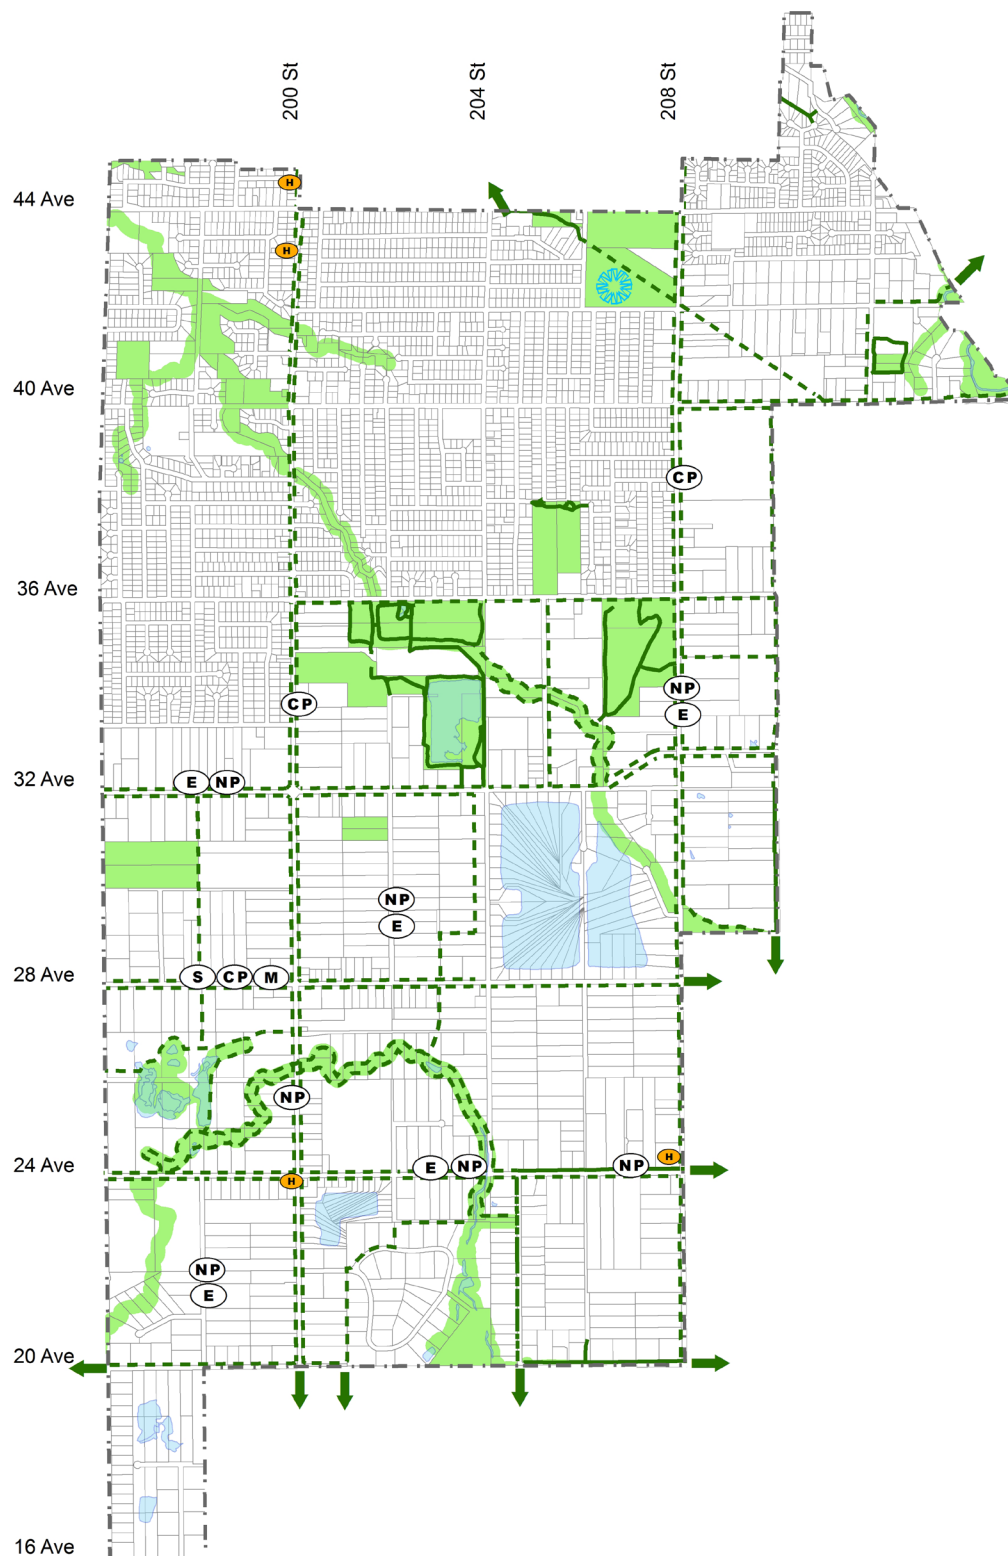 200 St
204 St
208 St
44 Ave
H
H
40 Ave
CP
36 Ave
NP
CP
E
32 Ave
E NP
NP
E
28 Ave
S CP M
NP
24 Ave
E NP NP H
H
NP
E
20 Ave
16 Ave